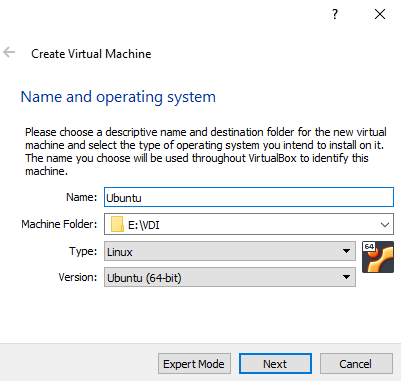 ?
Create Virtual Machine
Name and operating system
Please choose a descriptive name and destination folder for the new virtual
machine and select the type of operating system you intend to install on it.
The name you choose will be used throughout VirtualBox to identify this
machine.
Name: Ubuntu
Machine Folder: E:\VDI
Type: Linux
64
Version: Ubuntu (64-bit)
Expert Mode Next Cancel